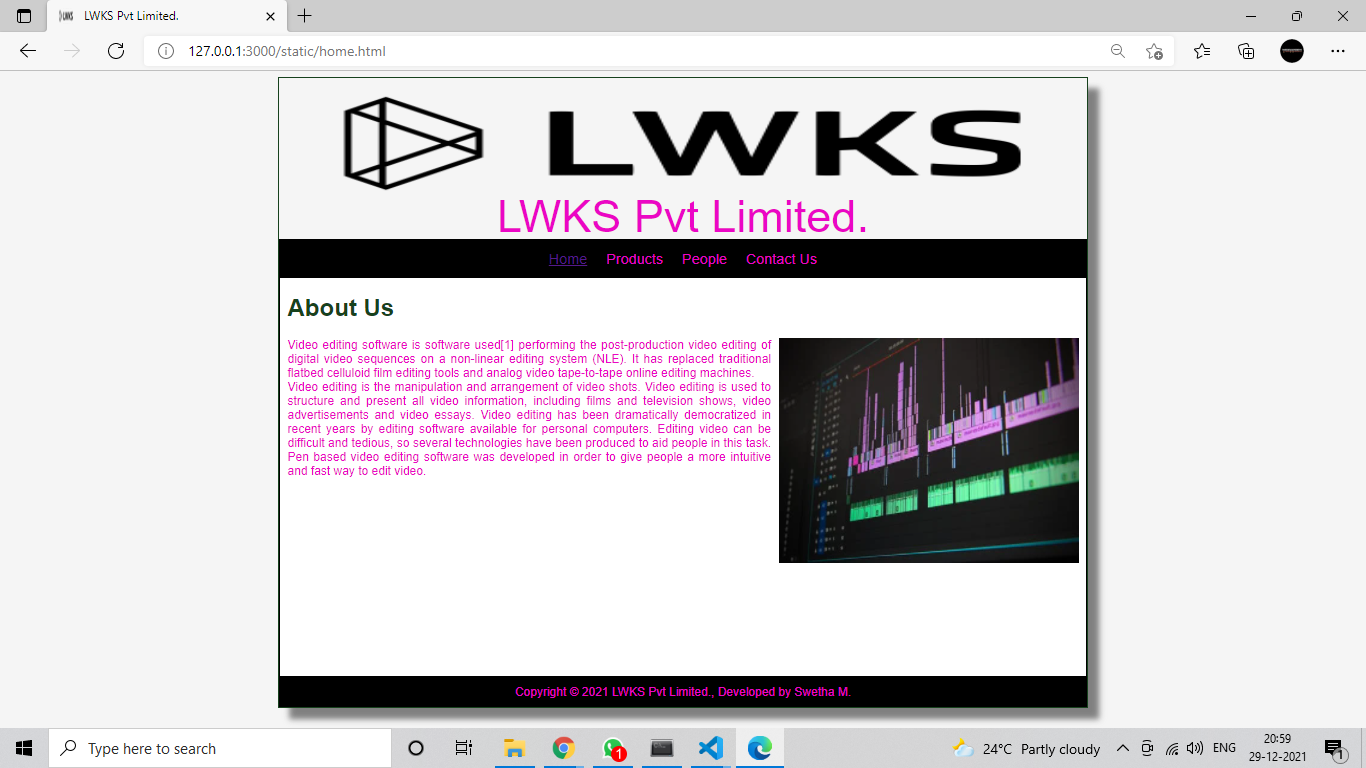 LWKS Pvt Limited.
127.0.0.1:3000/static/home.html
LWKS
LWKS Pvt Limited.
Home Products People Contact Us
About Us
Video editing software is software used[1] performing the post-production video editing of
digital video sequences on a non-linear editing system (NLE). It has replaced traditional
flatbed celluloid film editing tools and analog video tape-to-tape online editing machines.
Video editing is the manipulation and arrangement of video shots. Video editing is used to
structure and present all video information, including films and television shows, video
advertisements and video essays. Video editing has been dramatically democratized in
recent years by editing software available for personal computers. Editing video can be
difficult and tedious, so several technologies have been produced to aid people in this task.
Pen based video editing software was developed in order to give people a more intuitive
and fast way to edit video.
Copyright © 2021 LWKS Pvt Limited., Developed by Swetha M.
Type here to search
1
24°C Partly cloudy
ENG
20:59
29-12-2021
1